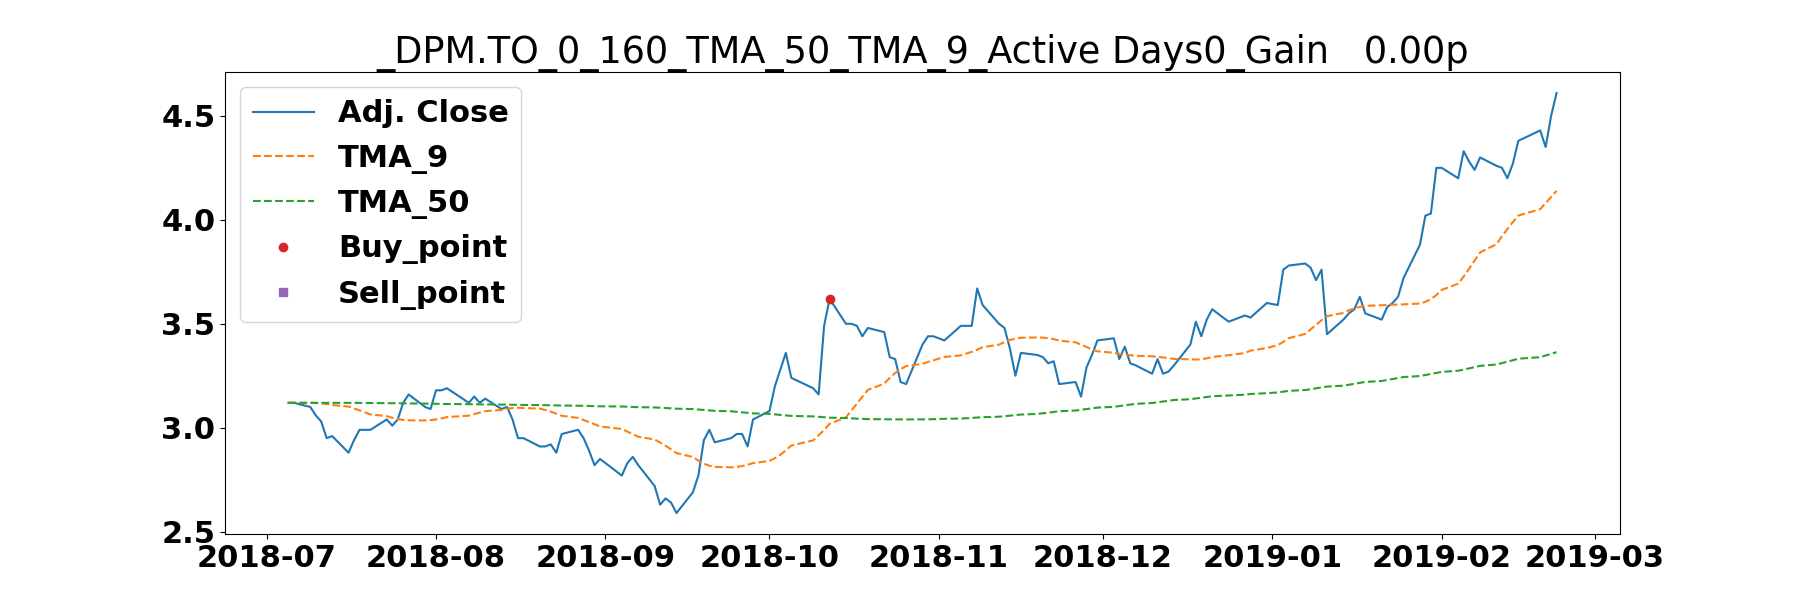 _DPM.TO_0_160_TMA_50_TMA_9_Active Days0_Gain   0.00p
Adj. Close
TMA_9
TMA_50
Buy_point
Sell_point
4.5
4.0
3.5
3.0
2.5
2018-07 2018-08 2018-09 2018-10 2018-11 2018-12 2019-01 2019-02 2019-03